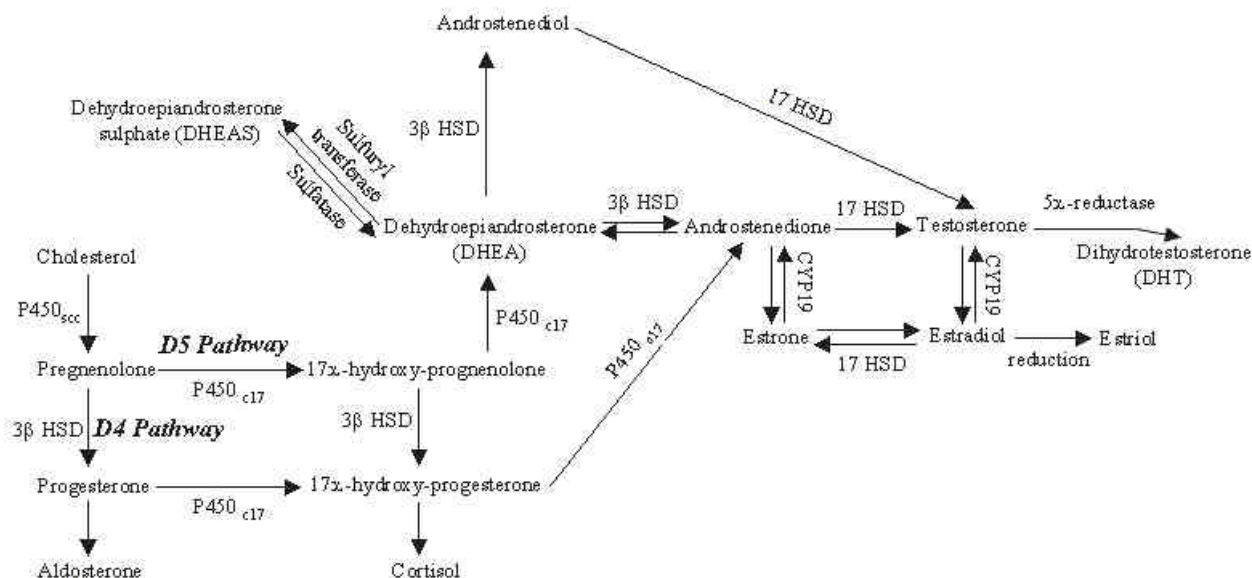 Androstenediol
17 HSD
Dehydroepiandrosterone
sulphate (DHEAS)
Sulfuryl
transferase
Sulfatase
3β HSD
Dehydroepiandrosterone
(DHEA)
3β HSD
Androstenedione
17 HSD
Testosterone
5α-reductase
Dihydrotestosterone
(DHT)
Cholesterol
P450scc
P450 c17
CYP19
CYP19
Estrone
17 HSD
Estradiol
reduction
Estriol
D5 Pathway
Pregnenolone
P450 c17
17α-hydroxy-prognenolone
P450 c17
3β HSD
D4 Pathway
3β HSD
Progesterone
P450 c17
17α-hydroxy-progesterone
Aldosterone
Cortisol